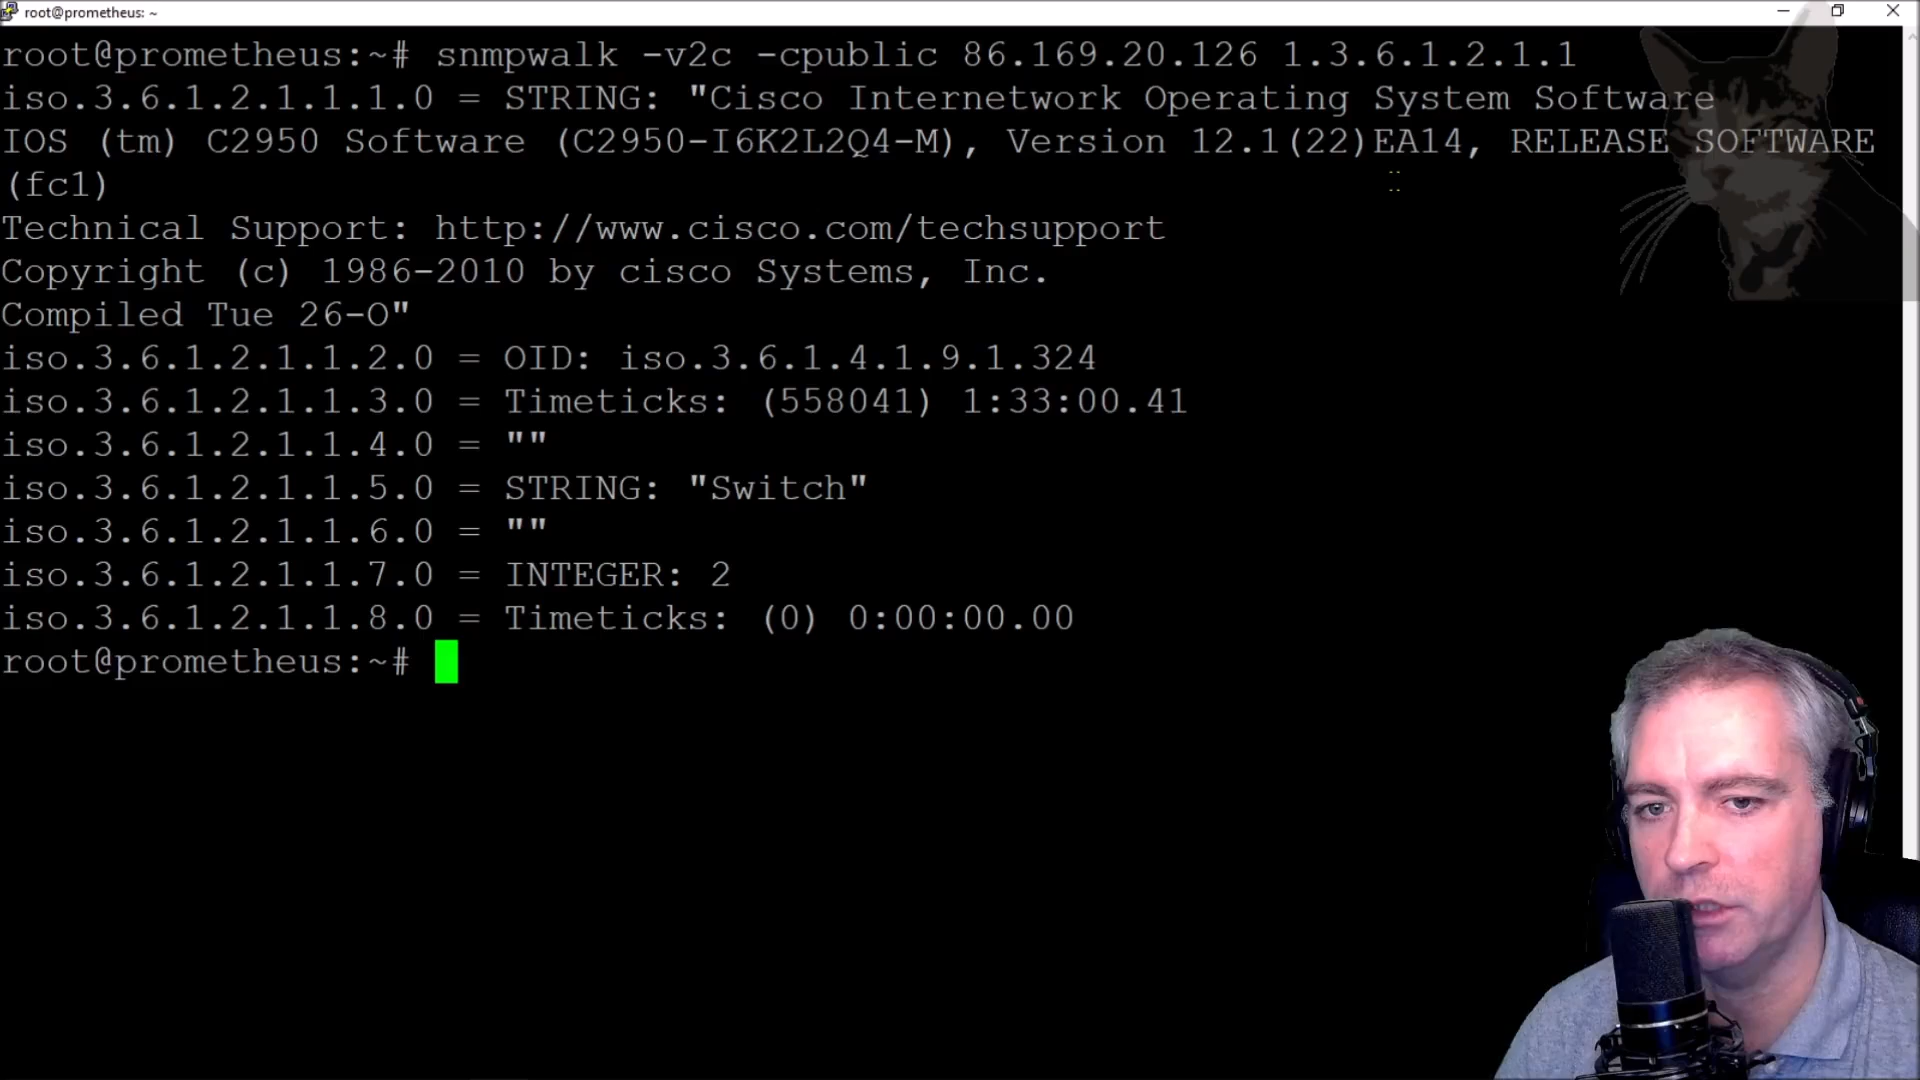 root@prometheus: ~
root@prometheus:~# snmpwalk -v2c -cpublic 86.169.20.126 1.3.6.1.2.1.1
iso.3.6.1.2.1.1.1.0 = STRING: "Cisco Internetwork Operating System Software
IOS (tm) C2950 Software (C2950-I6K2L2Q4-M), Version 12.1(22)EA14, RELEASE SOFTWARE
(fc1)
Technical Support: http://www.cisco.com/techsupport
Copyright (c) 1986-2010 by cisco Systems, Inc.
Compiled Tue 26-O"
iso.3.6.1.2.1.1.2.0 = OID: iso.3.6.1.4.1.9.1.324
iso.3.6.1.2.1.1.3.0 = Timeticks: (558041) 1:33:00.41
iso.3.6.1.2.1.1.4.0 = ""
iso.3.6.1.2.1.1.5.0 = STRING: "Switch"
iso.3.6.1.2.1.1.6.0 = ""
iso.3.6.1.2.1.1.7.0 = INTEGER: 2
iso.3.6.1.2.1.1.8.0 = Timeticks: (0) 0:00:00.00
root@prometheus:~#